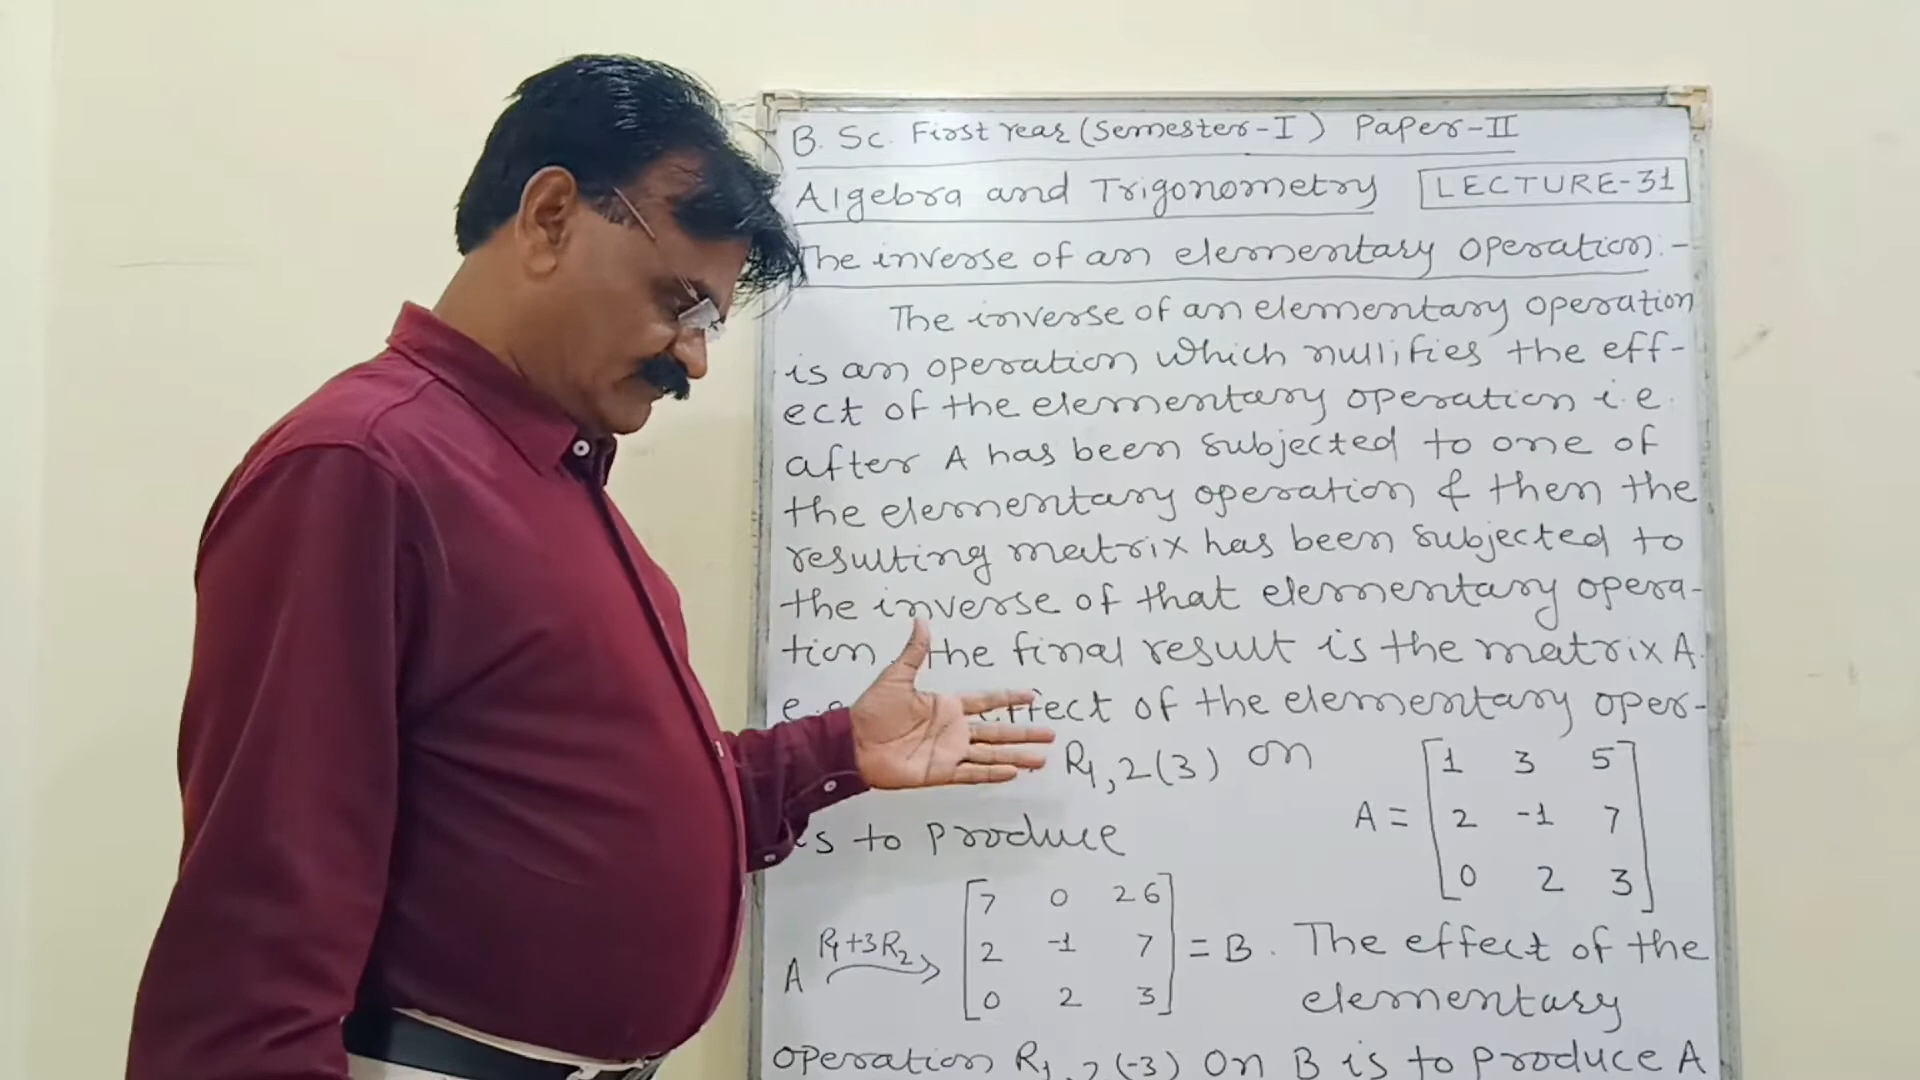 B. Sc. First Year (Semester-I) Paper-II
Algebra and Trigonometry LECTURE-31
The inverse of an elementary operation:-
The inverse of an elementary operation
is an operation which nullifies the eff-
ect of the elementary operation i.e.
after A has been subjected to one of
the elementary operation & then the
resulting matrix has been subjected to
the inverse of that elementary opera-
tion, the final result is the matrix A.
effect of the elementary oper-
R1,2(3) on
A = [1 3 5
2 -1 7
0 2 3]
is to produce
A R1+3R2→ [7 0 26
2 -1 7
0 2 3] = B. The effect of the
elementary
operation R1,2(-3) on B is to produce A